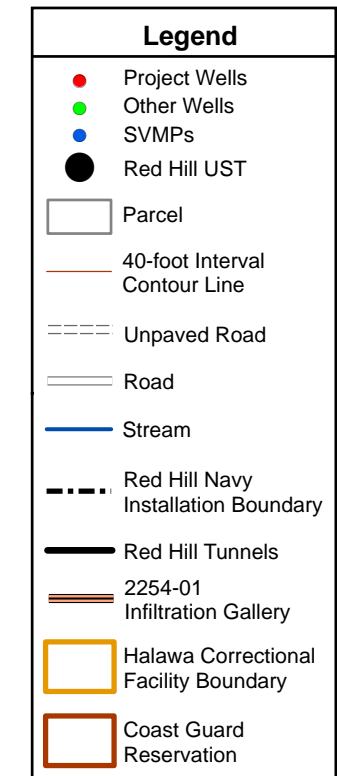 Legend
Project Wells
Other Wells
SVMPs
Red Hill UST
Parcel
40-foot Interval
Contour Line
Unpaved Road
Road
Stream
Red Hill Navy
Installation Boundary
Red Hill Tunnels
2254-01
Infiltration Gallery
Halawa Correctional
Facility Boundary
Coast Guard
Reservation